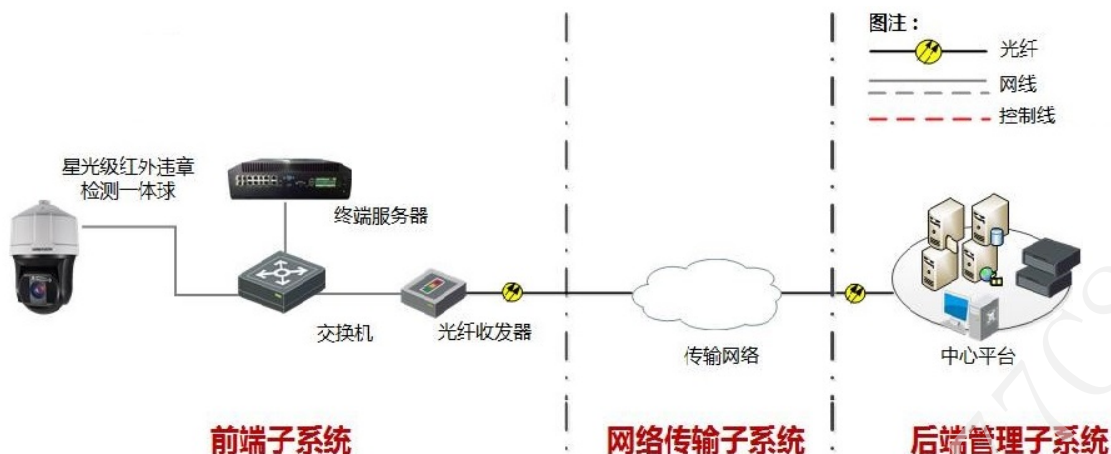 图注：
光纤
网线
控制线
星光级红外违章
检测一体球
终端服务器
交换机
光纤收发器
传输网络
中心平台
前端子系统
网络传输子系统
后端管理子系统